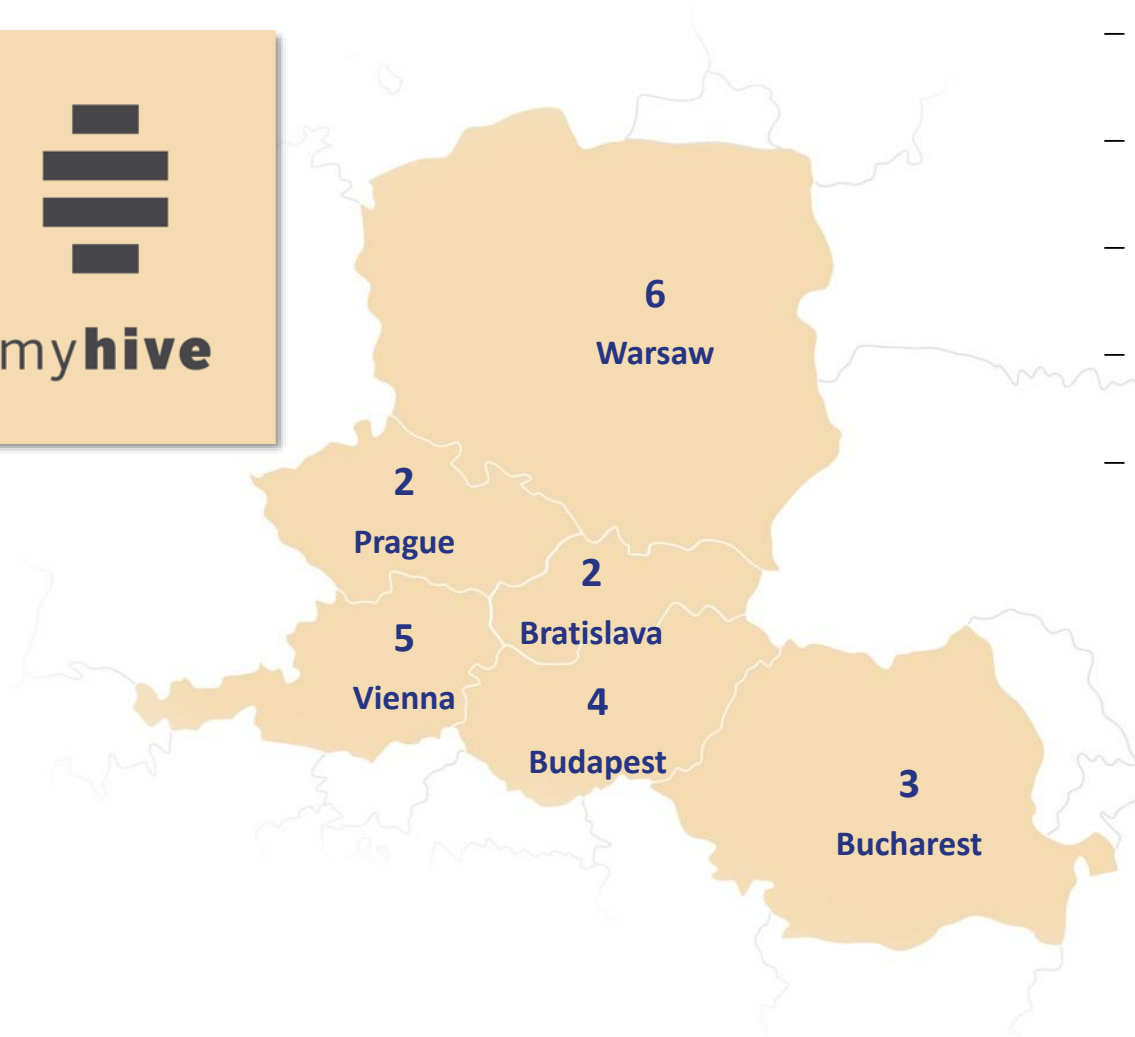 myhive
6
Warsaw
2
Prague
2
Bratislava
5
Vienna
4
Budapest
3
Bucharest
–
–
–
–
–